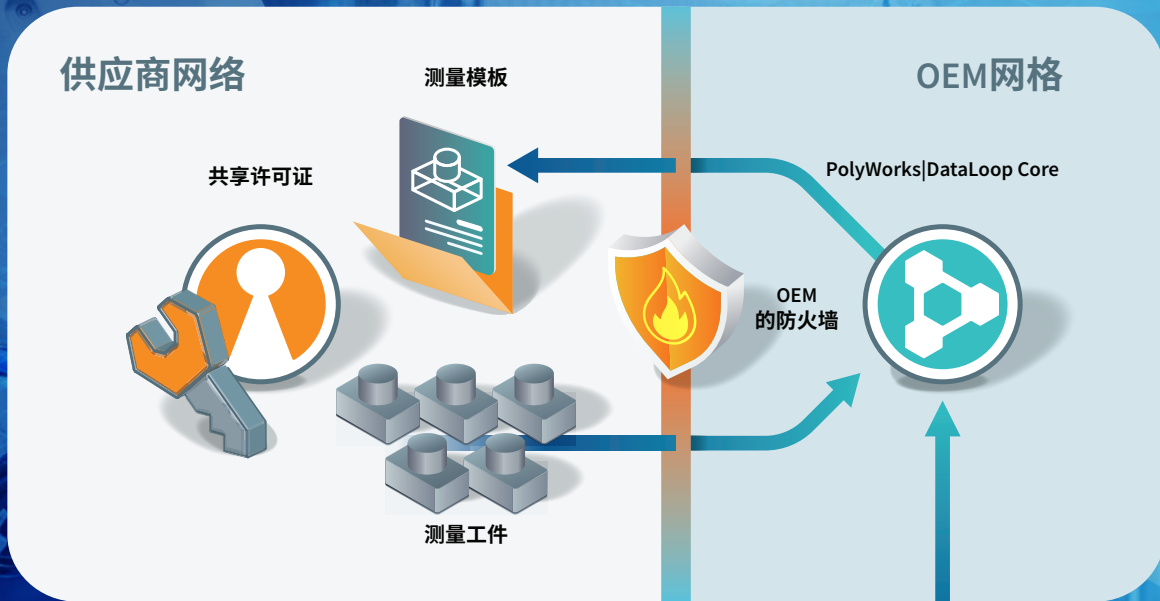 供应商网络
OEM网格
测量模板
共享许可证
PolyWorks|DataLoop Core
OEM
的防火墙
测量工件